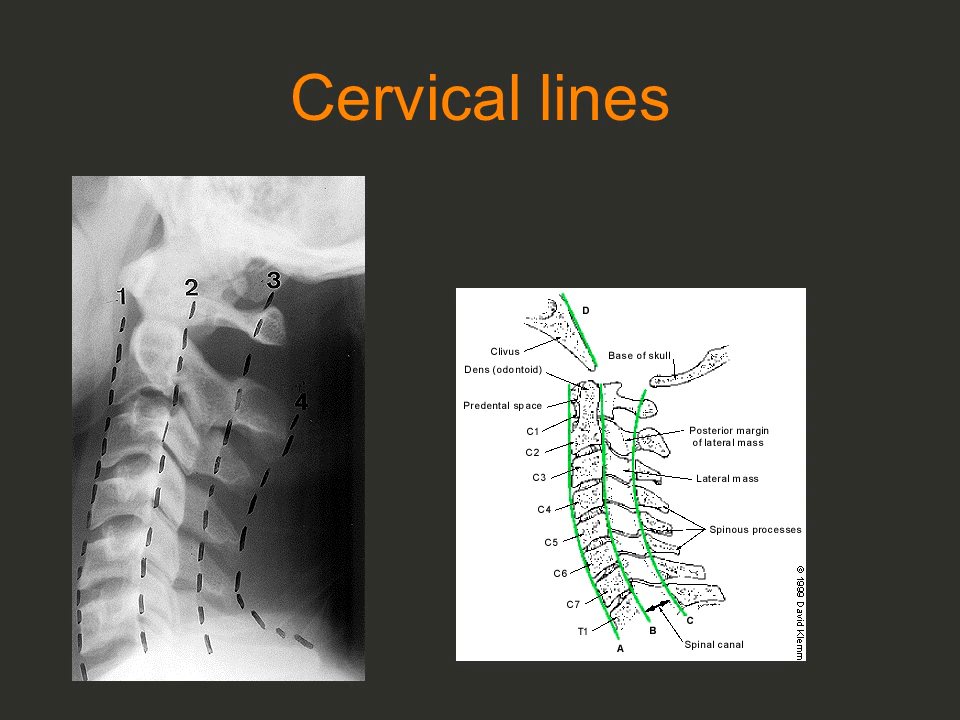 Cervical lines
1
2
3
4
D
Clivus
Base of skull
Dens (odontoid)
Predental space
C1
Posterior margin
of lateral mass
C2
C3
Lateral mass
C4
Spinous processes
C5
C6
C7
T1
A
B
C
Spinal canal
© 1999 David Klemm